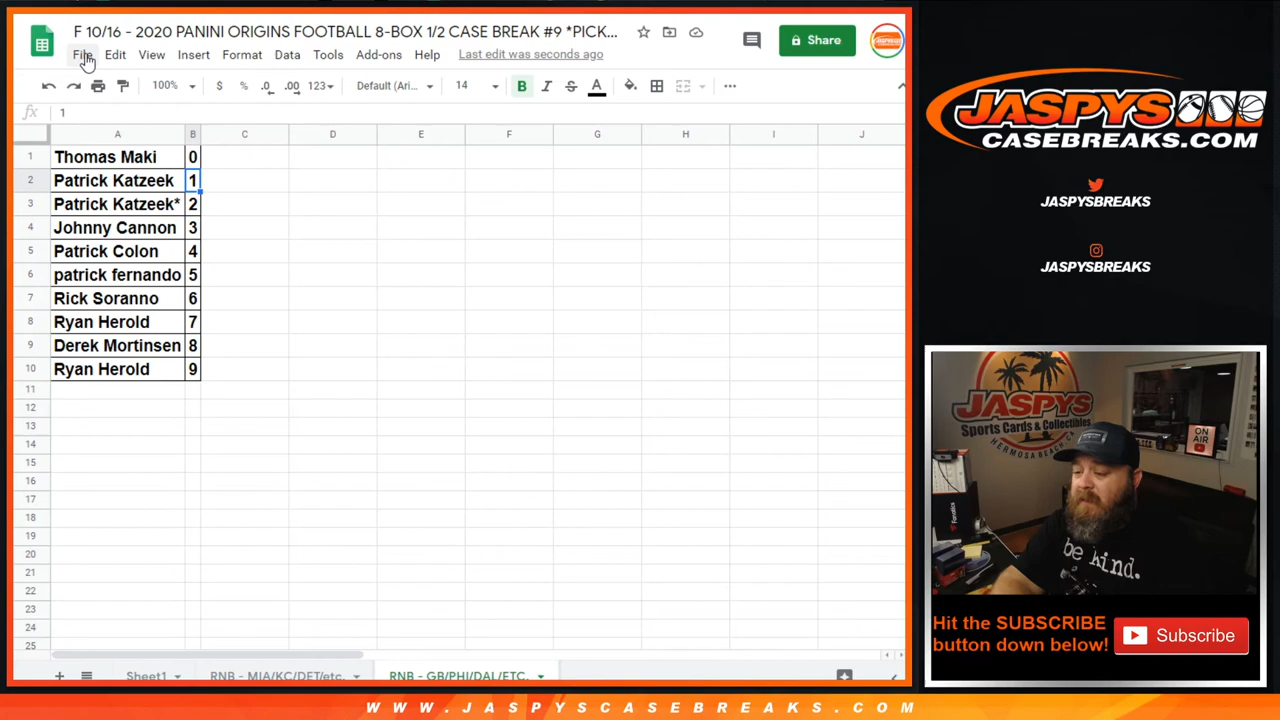 F 10/16 - 2020 PANINI ORIGINS FOOTBALL 8-BOX 1/2 CASE BREAK #9 *PICK...
Share
File Edit View Insert Format Data Tools Add-ons Help Last edit was seconds ago
100% $ % .0 .00 123 Default (Ari... 14 B I S A
fx 1
A B C D E F G H I J
1 Thomas Maki 0
2 Patrick Katzeek 1
3 Patrick Katzeek* 2
4 Johnny Cannon 3
5 Patrick Colon 4
6 patrick fernando 5
7 Rick Soranno 6
8 Ryan Herold 7
9 Derek Mortinsen 8
10 Ryan Herold 9
11
12
13
14
15
16
17
18
19
20
21
22
23
24
25
Sheet1 RNB - MIA/KC/DET/etc. RNB - GB/PHI/DAL/ETC.
JASPYS
CASEBREAKS.COM
JASPYSBREAKS
JASPYSBREAKS
JASPYS
Sports Cards & Collectibles
HERMOSA BEACH CA
ON
AIR
Fanatics
be kind.
Hit the SUBSCRIBE
button down below!
Subscribe
WWW.JASPYSCASEBREAKS.COM